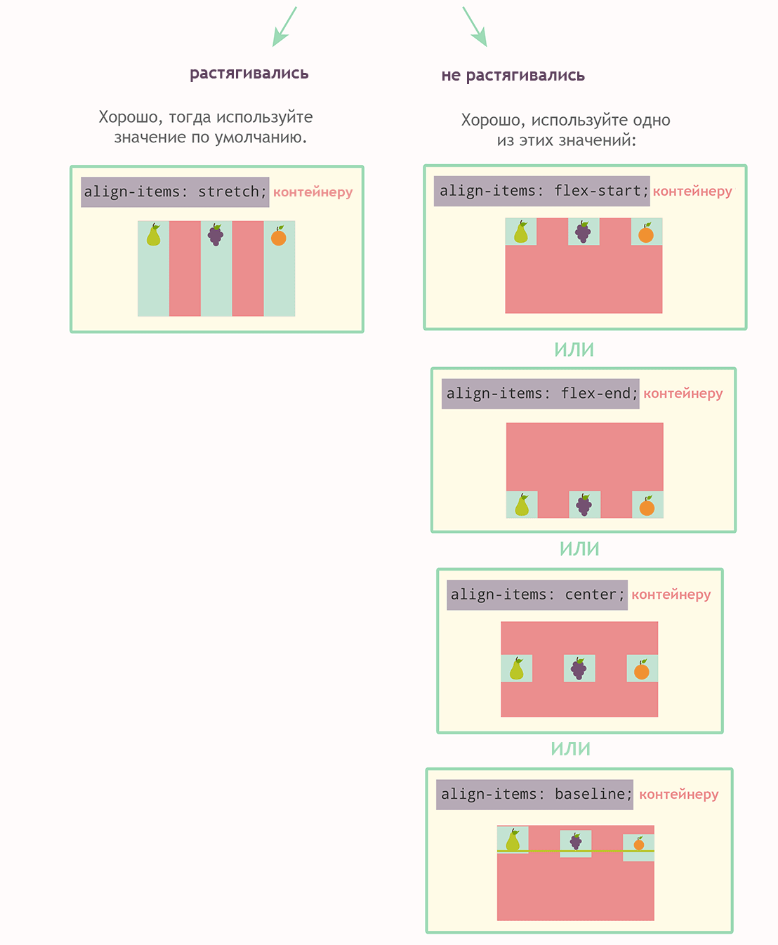 растягивались
Хорошо, тогда используйте
значение по умолчанию.
align-items: stretch; контейнеру
не растягивались
Хорошо, используйте одно
из этих значений:
align-items: flex-start; контейнеру
ИЛИ
align-items: flex-end; контейнеру
ИЛИ
align-items: center; контейнеру
ИЛИ
align-items: baseline; контейнеру